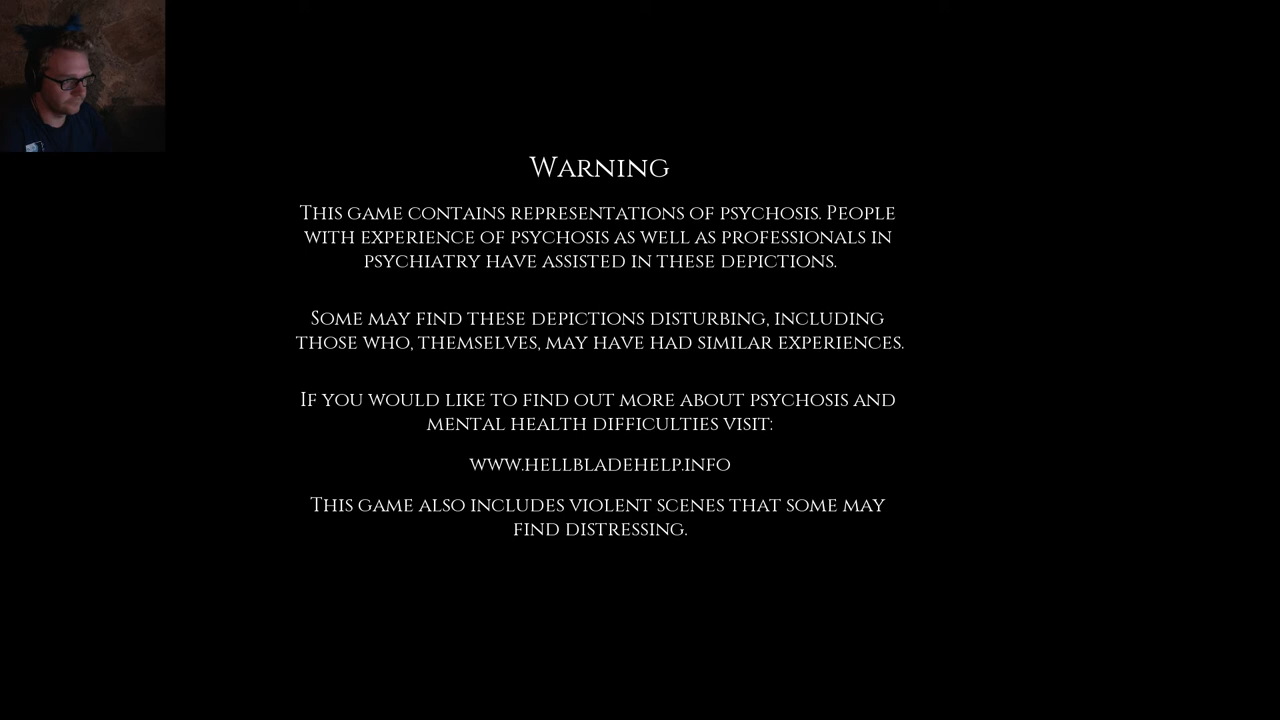 Warning
This game contains representations of psychosis. People
with experience of psychosis as well as professionals in
psychiatry have assisted in these depictions.
Some may find these depictions disturbing, including
those who, themselves, may have had similar experiences.
If you would like to find out more about psychosis and
mental health difficulties visit:
www.hellbladehelp.info
This game also includes violent scenes that some may
find distressing.